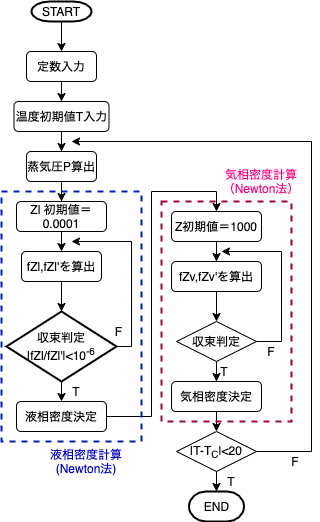 START
定数入力
温度初期値T入力
蒸気圧P算出
Zl 初期値＝
0.0001
fZl,fZl'を算出
収束判定
|fZl/fZl'|<10-6
F
T
液相密度決定
液相密度計算
(Newton法)
気相密度計算
（Newton法）
Z初期値＝1000
fZv,fZv'を算出
収束判定
F
T
気相密度決定
|T-TC|<20
F
T
END